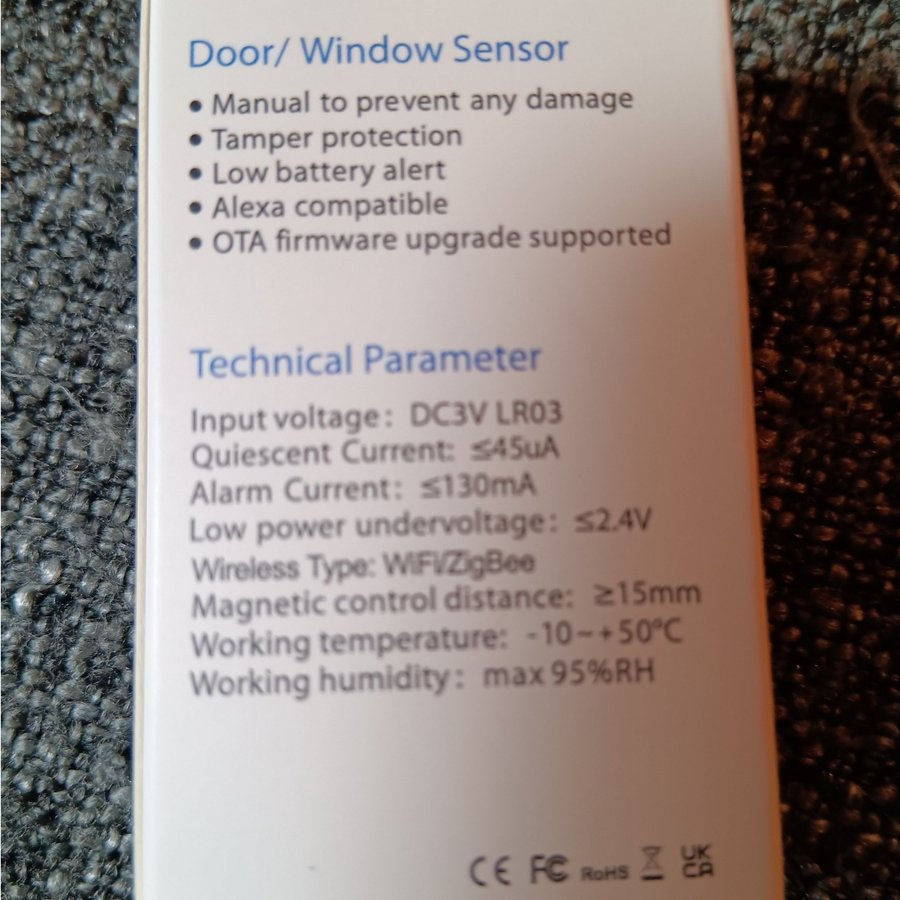 Door/ Window Sensor
• Manual to prevent any damage
• Tamper protection
• Low battery alert
• Alexa compatible
• OTA firmware upgrade supported
Technical Parameter
Input voltage: DC3V LR03
Quiescent Current: ≤45uA
Alarm Current: ≤130mA
Low power undervoltage: ≤2.4V
Wireless Type: WiFi/ZigBee
Magnetic control distance: ≥15mm
Working temperature: -10~+50℃
Working humidity: max 95%RH
CE FC RoHS UK CA